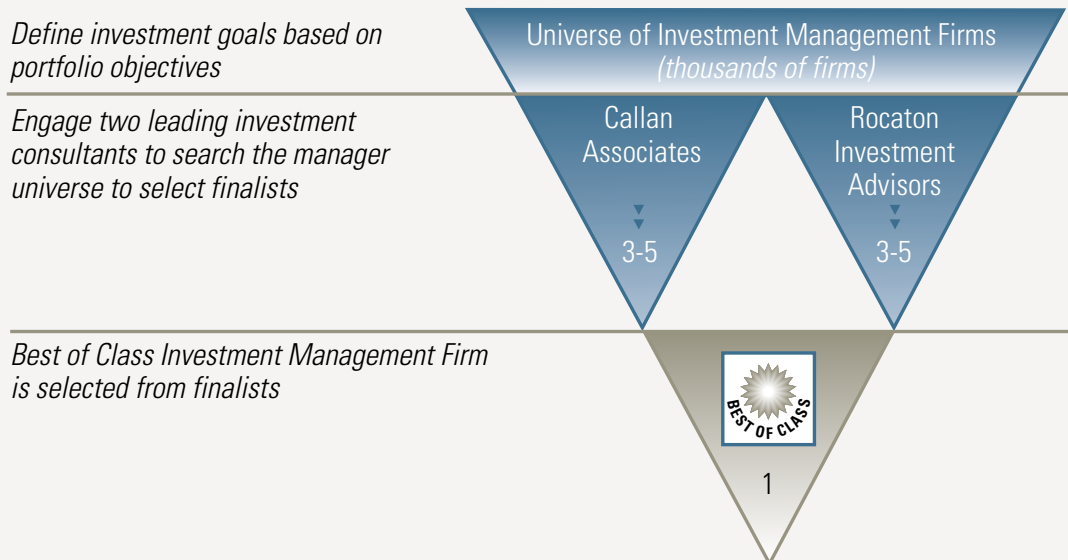 Define investment goals based on
portfolio objectives
Universe of Investment Management Firms
(thousands of firms)
Engage two leading investment
consultants to search the manager
universe to select finalists
Callan
Associates
3-5
Rocaton
Investment
Advisors
3-5
Best of Class Investment Management Firm
is selected from finalists
BEST OF CLASS
1